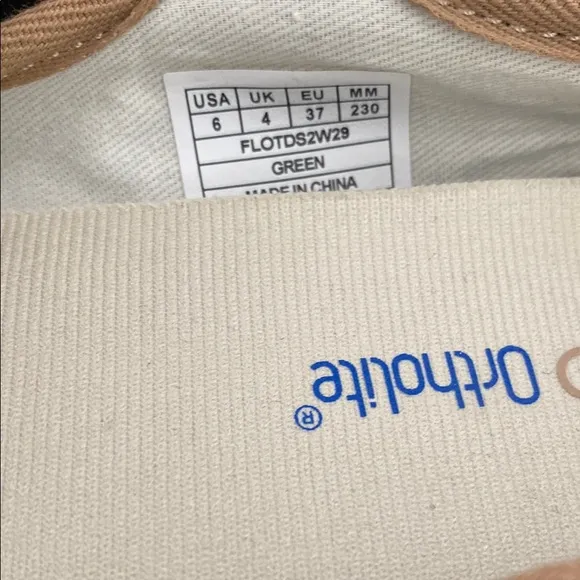 USA UK EU MM
6 4 37 230
FLOTDS2W29
GREEN
MADE IN CHINA
Ortholite®